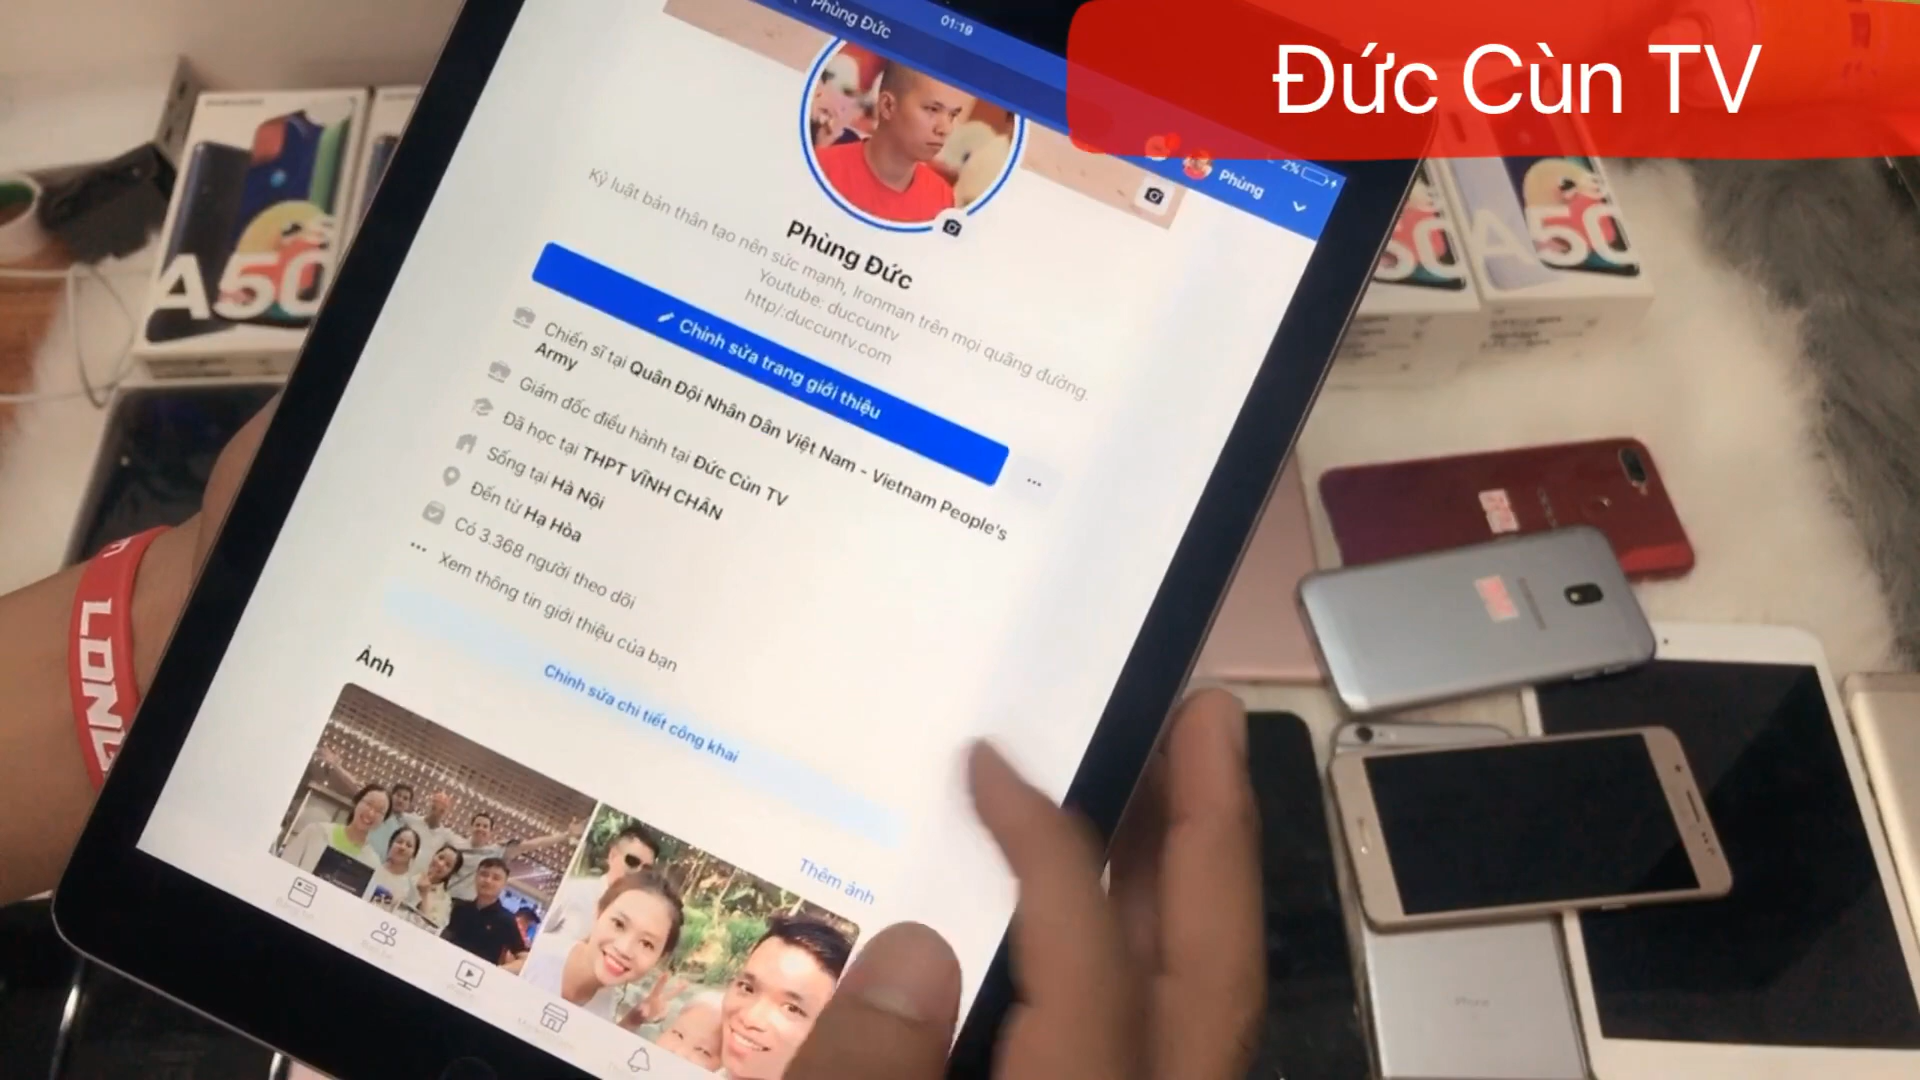 Đức Cùn TV
Phùng Đức
01:19
2%
Phùng
Phùng Đức
Kỷ luật bản thân tạo nên sức mạnh, Ironman trên mọi quãng đường.
Youtube: duccuntv
http/:duccuntv.com
Chỉnh sửa trang giới thiệu
Chiến sĩ tại Quân Đội Nhân Dân Việt Nam - Vietnam People's
Army
Giám đốc điều hành tại Đức Cùn TV
Đã học tại THPT VĨNH CHÂN
Sống tại Hà Nội
Đến từ Hạ Hòa
Có 3.368 người theo dõi
Xem thông tin giới thiệu của bạn
Chỉnh sửa chi tiết công khai
Ảnh
Thêm ảnh
A50
A50
LONG
iPhone